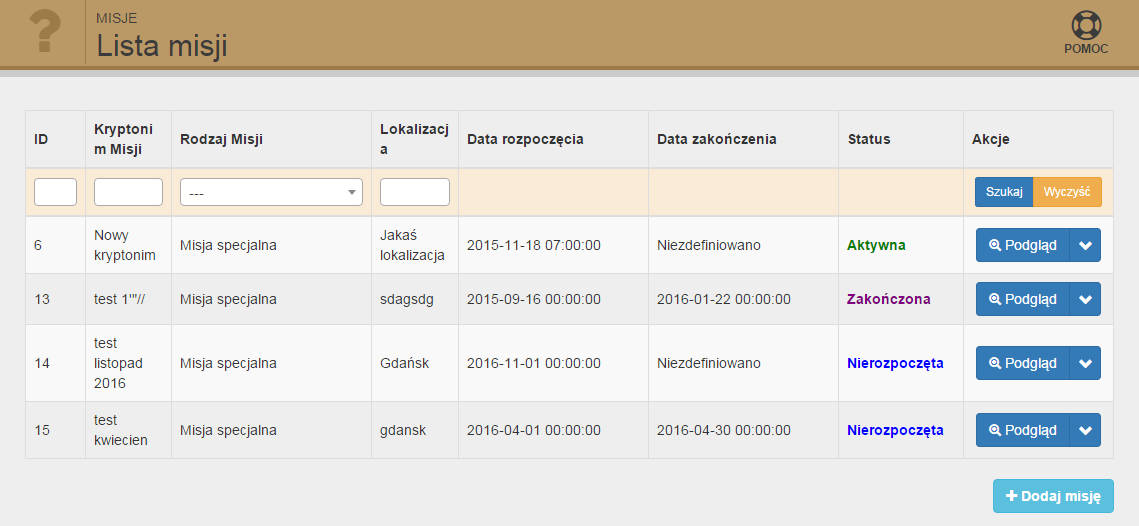 MISJE
Lista misji
POMOC
ID Kryptoni Rodzaj Misji Lokalizacj Data rozpoczęcia Data zakończenia Status Akcje
m Misji a
--- Szukaj Wyczyść
6 Nowy Misja specjalna Jakaś 2015-11-18 07:00:00 Niezdefiniowano Aktywna Podgląd
kryptonim lokalizacja
13 test 1'"// Misja specjalna sdagsdg 2015-09-16 00:00:00 2016-01-22 00:00:00 Zakończona Podgląd
test
14 listopad Misja specjalna Gdańsk 2016-11-01 00:00:00 Niezdefiniowano Nierozpoczęta Podgląd
2016
15 test Misja specjalna gdansk 2016-04-01 00:00:00 2016-04-30 00:00:00 Nierozpoczęta Podgląd
kwiecien
Dodaj misję